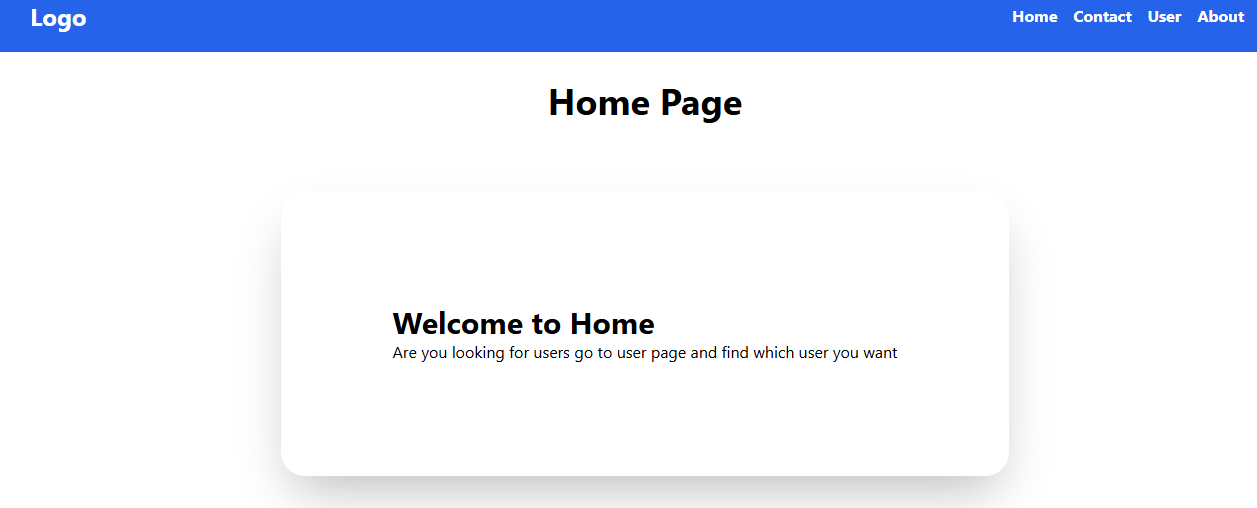 Logo
Home Contact User About
Home Page
Welcome to Home
Are you looking for users go to user page and find which user you want